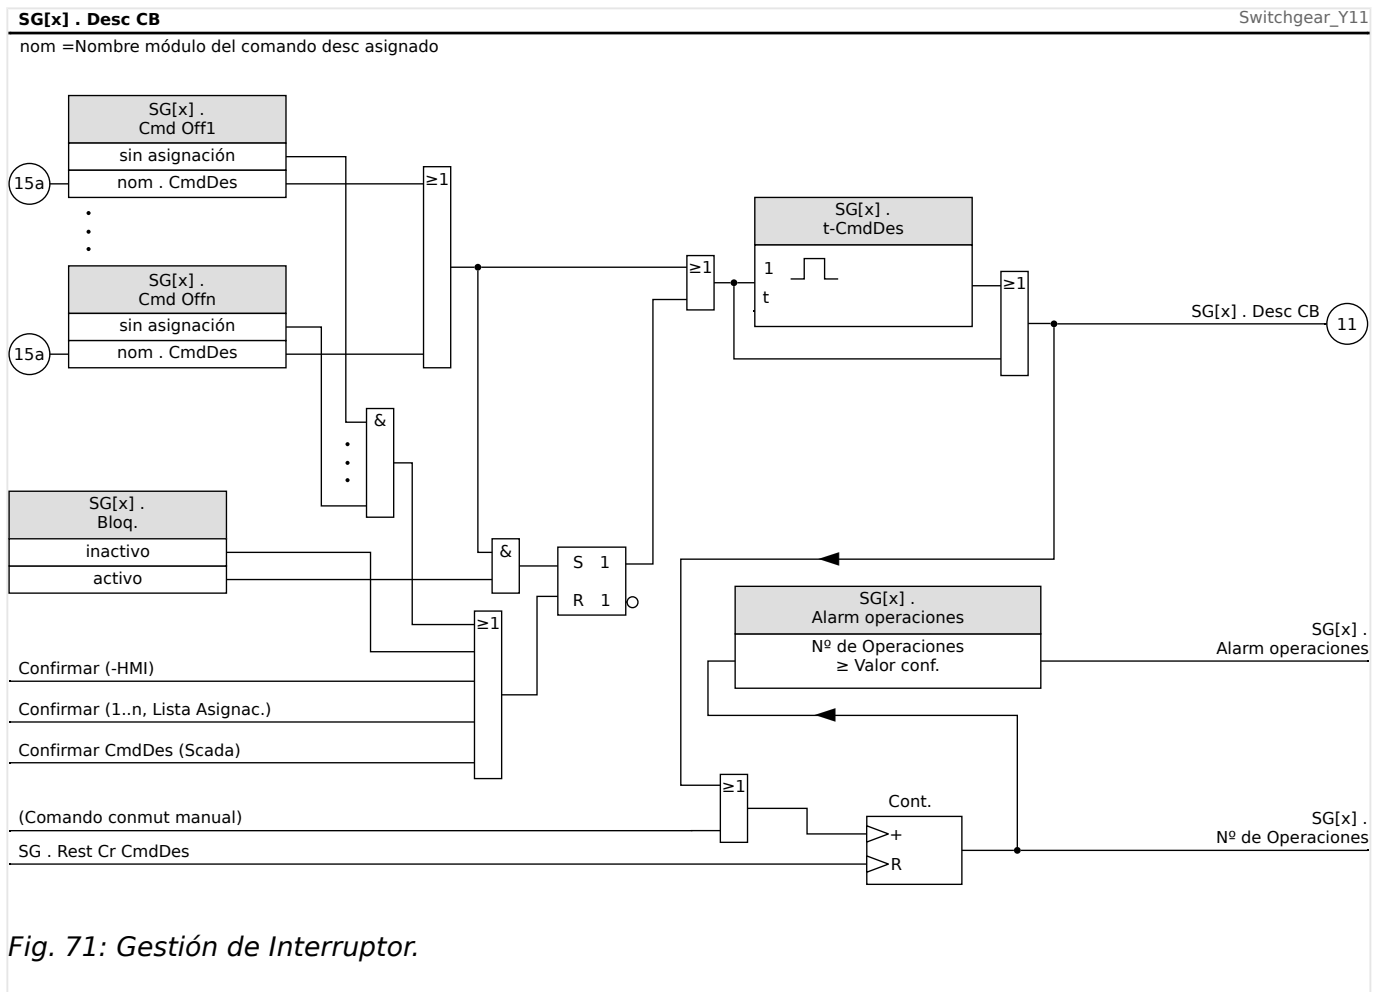 SG[x] . Desc CB
Switchgear_Y11
nom =Nombre módulo del comando desc asignado
SG[x] .
Cmd Off1
sin asignación
15a
nom . CmdDes
≥1
SG[x] .
t-CmdDes
1
t
≥1
≥1
SG[x] . Desc CB
11
SG[x] .
Cmd Offn
sin asignación
15a
nom . CmdDes
&
SG[x] .
Bloq.
inactivo
activo
&
S 1
R 1
≥1
SG[x] .
Alarm operaciones
Nº de Operaciones
≥ Valor conf.
SG[x] .
Alarm operaciones
Confirmar (-HMI)
Confirmar (1..n, Lista Asignac.)
Confirmar CmdDes (Scada)
≥1
(Comando conmut manual)
SG . Rest Cr CmdDes
Cont.
+
R
SG[x] .
Nº de Operaciones
Fig. 71: Gestión de Interruptor.